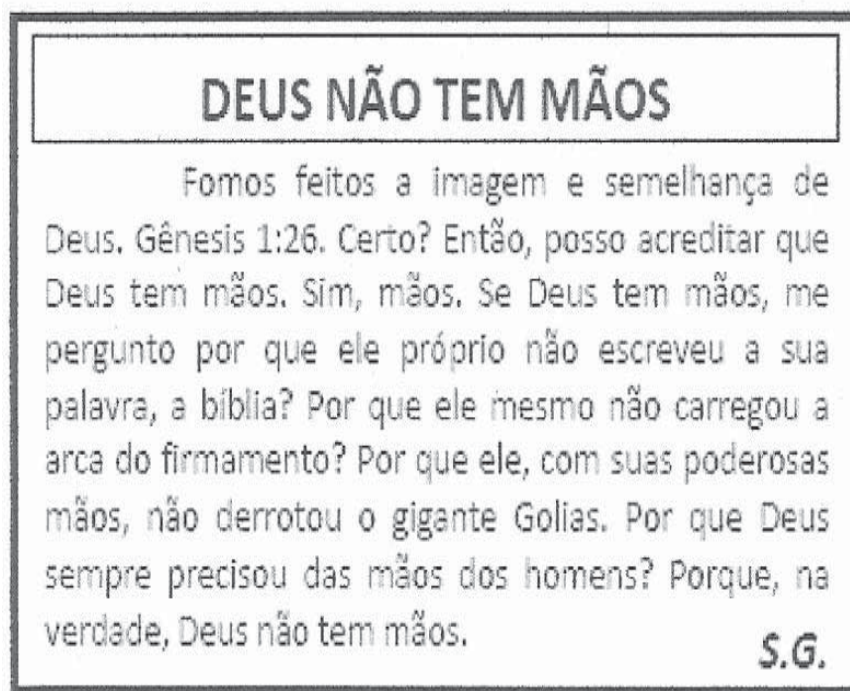 DEUS NÃO TEM MÃOS
Fomos feitos a imagem e semelhança de
Deus. Gênesis 1:26. Certo? Então, posso acreditar que
Deus tem mãos. Sim, mãos. Se Deus tem mãos, me
pergunto por que ele próprio não escreveu a sua
palavra, a bíblia? Por que ele mesmo não carregou a
arca do firmamento? Por que ele, com suas poderosas
mãos, não derrotou o gigante Golias. Por que Deus
sempre precisou das mãos dos homens? Porque, na
verdade, Deus não tem mãos.
S.G.